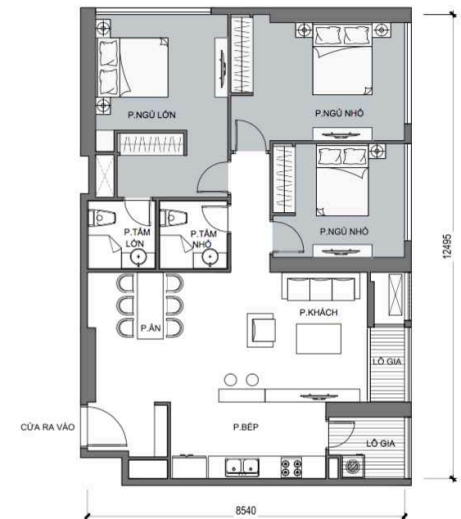 P.NGỦ LỚN
P.NGỦ NHỎ
P.NGỦ NHỎ
P.TẮM
LỚN
P.TẮM
NHỎ
P.KHÁCH
P.ĂN
LÔ GIA
CỬA RA VÀO
P.BẾP
LÔ GIA
12495
8540